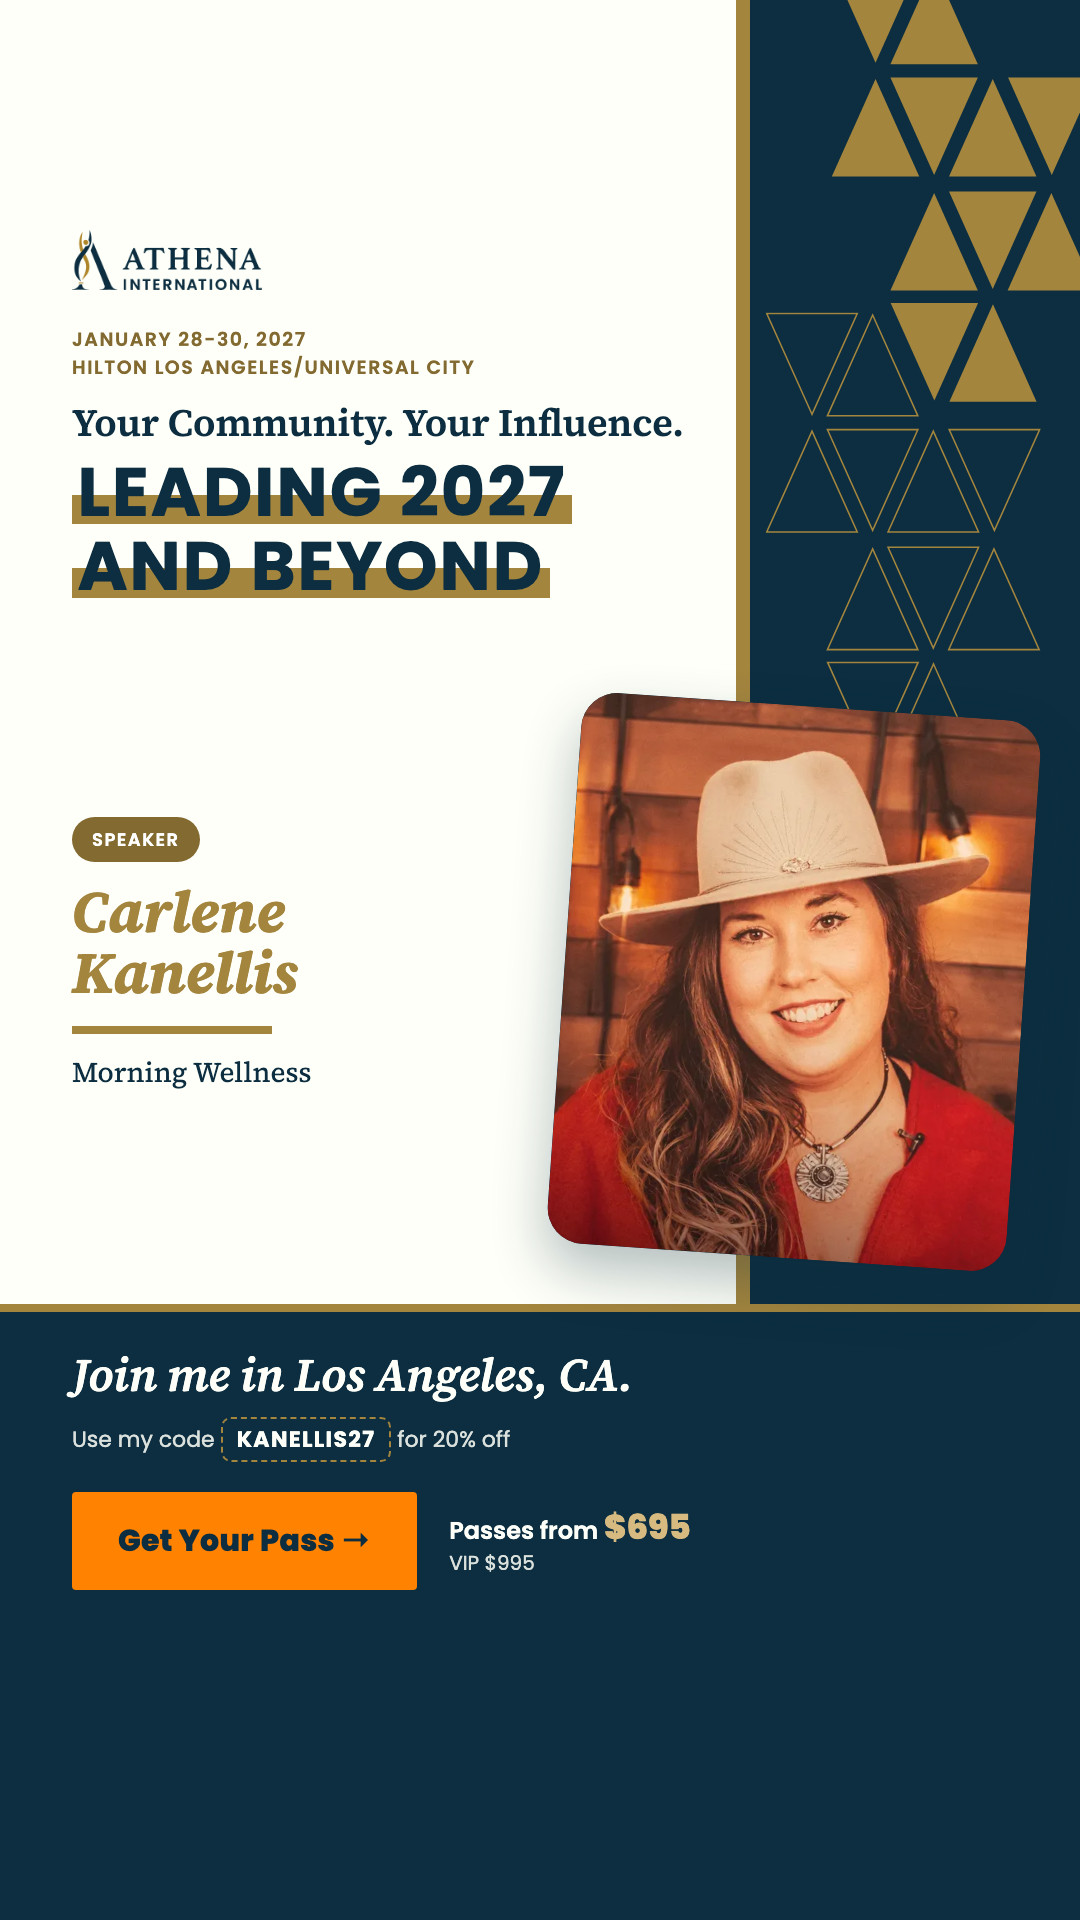 ATHENA
INTERNATIONAL
JANUARY 28-30, 2027
HILTON LOS ANGELES/UNIVERSAL CITY
Your Community. Your Influence.
LEADING 2027
AND BEYOND
SPEAKER
Carlene
Kanellis
Morning Wellness
Join me in Los Angeles, CA.
Use my code KANELLIS27 for 20% off
Get Your Pass →
Passes from $695
VIP $995